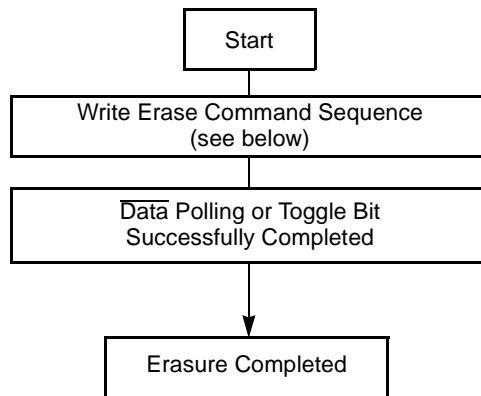 Start
Write Erase Command Sequence
(see below)
Data Polling or Toggle Bit
Successfully Completed
Erasure Completed